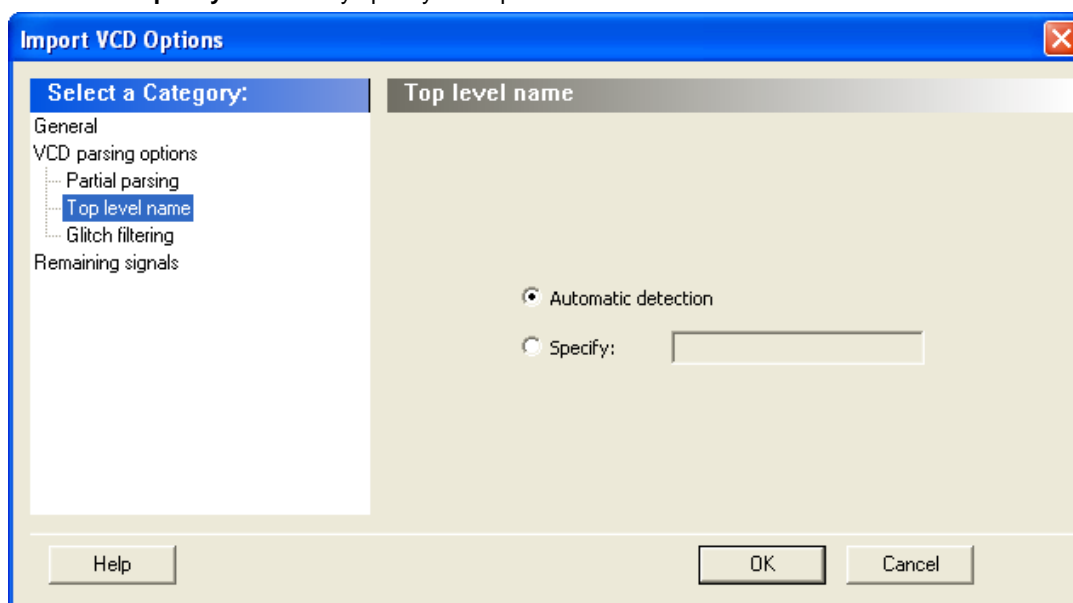 Import VCD Options
Select a Category:
General
VCD parsing options
Partial parsing
Top level name
Glitch filtering
Remaining signals
Top level name
Automatic detection
Specify:
Help
OK
Cancel